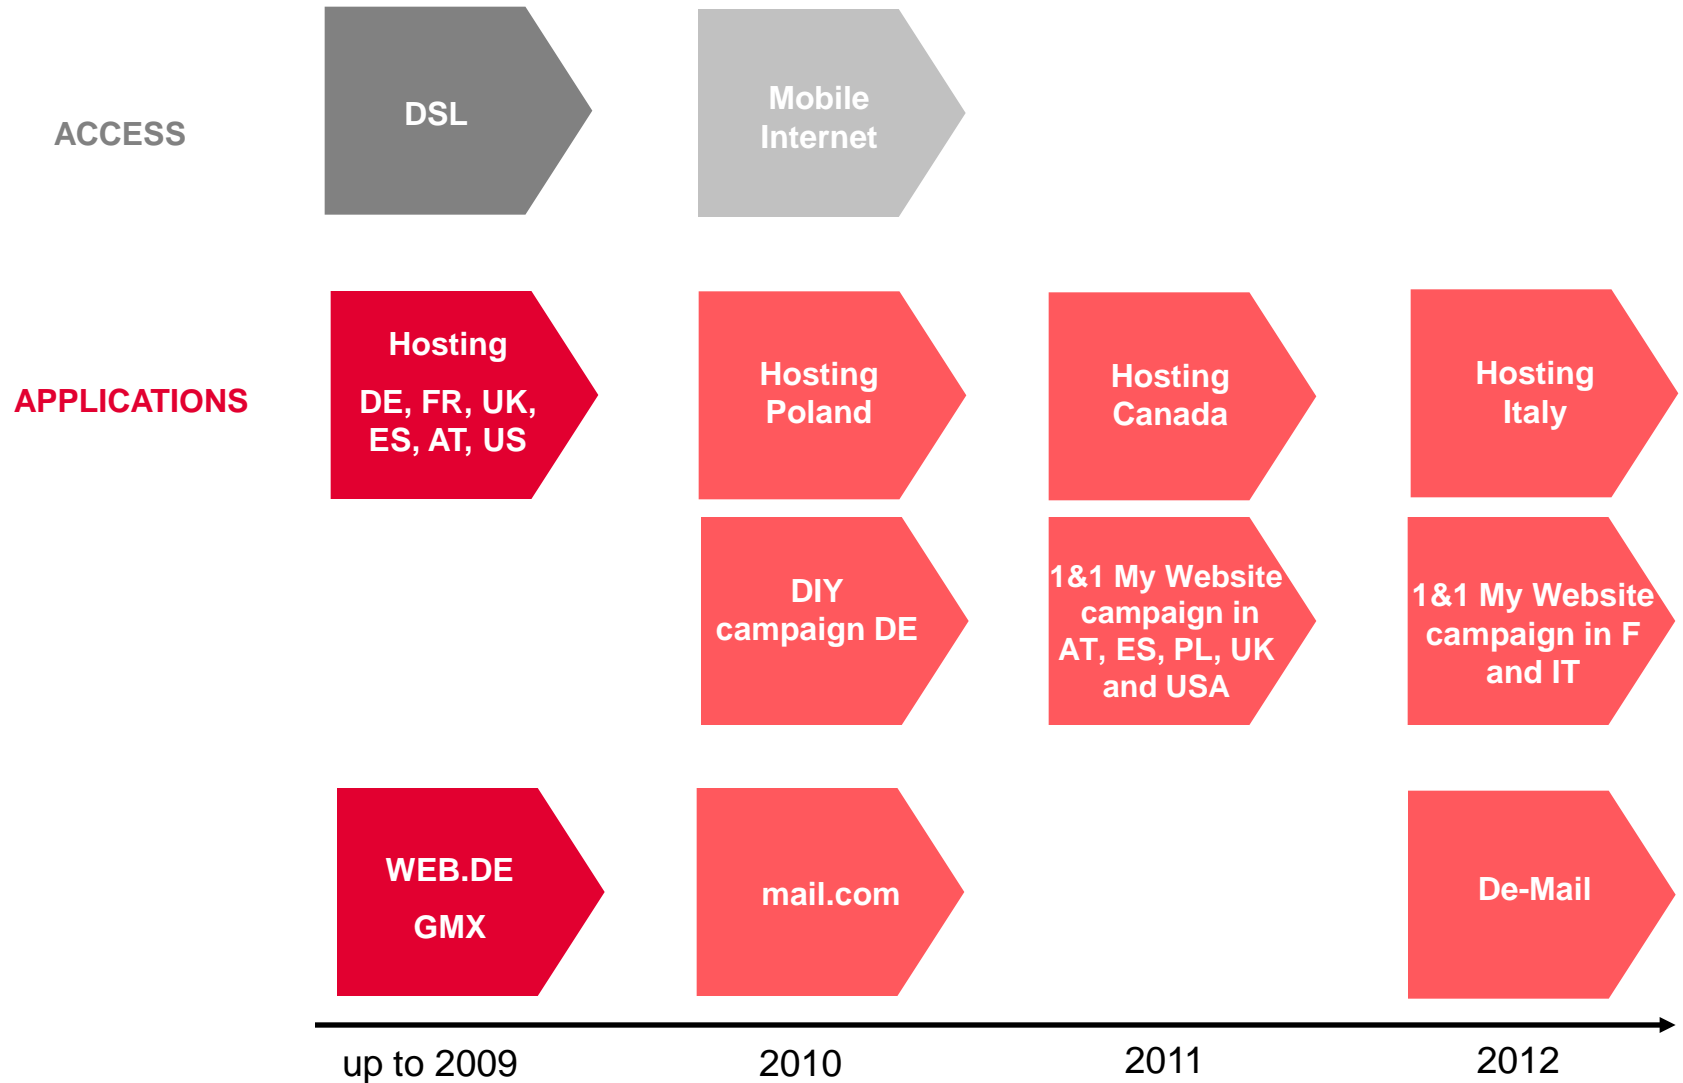 ACCESS
DSL
Mobile
Internet
APPLICATIONS
Hosting
DE, FR, UK,
ES, AT, US
Hosting
Poland
Hosting
Canada
Hosting
Italy
DIY
campaign DE
1&1 My Website
campaign in
AT, ES, PL, UK
and USA
1&1 My Website
campaign in F
and IT
WEB.DE
GMX
mail.com
De-Mail
up to 2009
2010
2011
2012